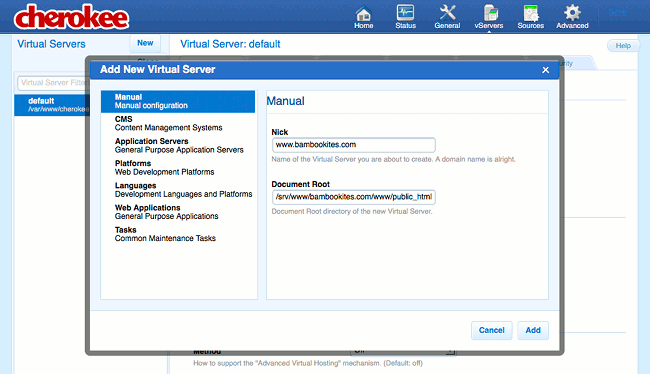 cherokee
Home
Status
General
vServers
Sources
Advanced
Virtual Servers
New
Virtual Server: default
Help
Add New Virtual Server
Virtual Server Filter
default
/var/www/cherokee
Manual
Manual configuration
CMS
Content Management Systems
Application Servers
General Purpose Application Servers
Platforms
Web Development Platforms
Languages
Development Languages and Platforms
Web Applications
General Purpose Applications
Tasks
Common Maintenance Tasks
Manual
Nick
www.bambookites.com
Name of the Virtual Server you are about to create. A domain name is alright.
Document Root
/srv/www/bambookites.com/www/public_html
Document Root directory of the new Virtual Server.
Cancel
Add
Method
How to support the "Advanced Virtual Hosting" mechanism. (Default: off)